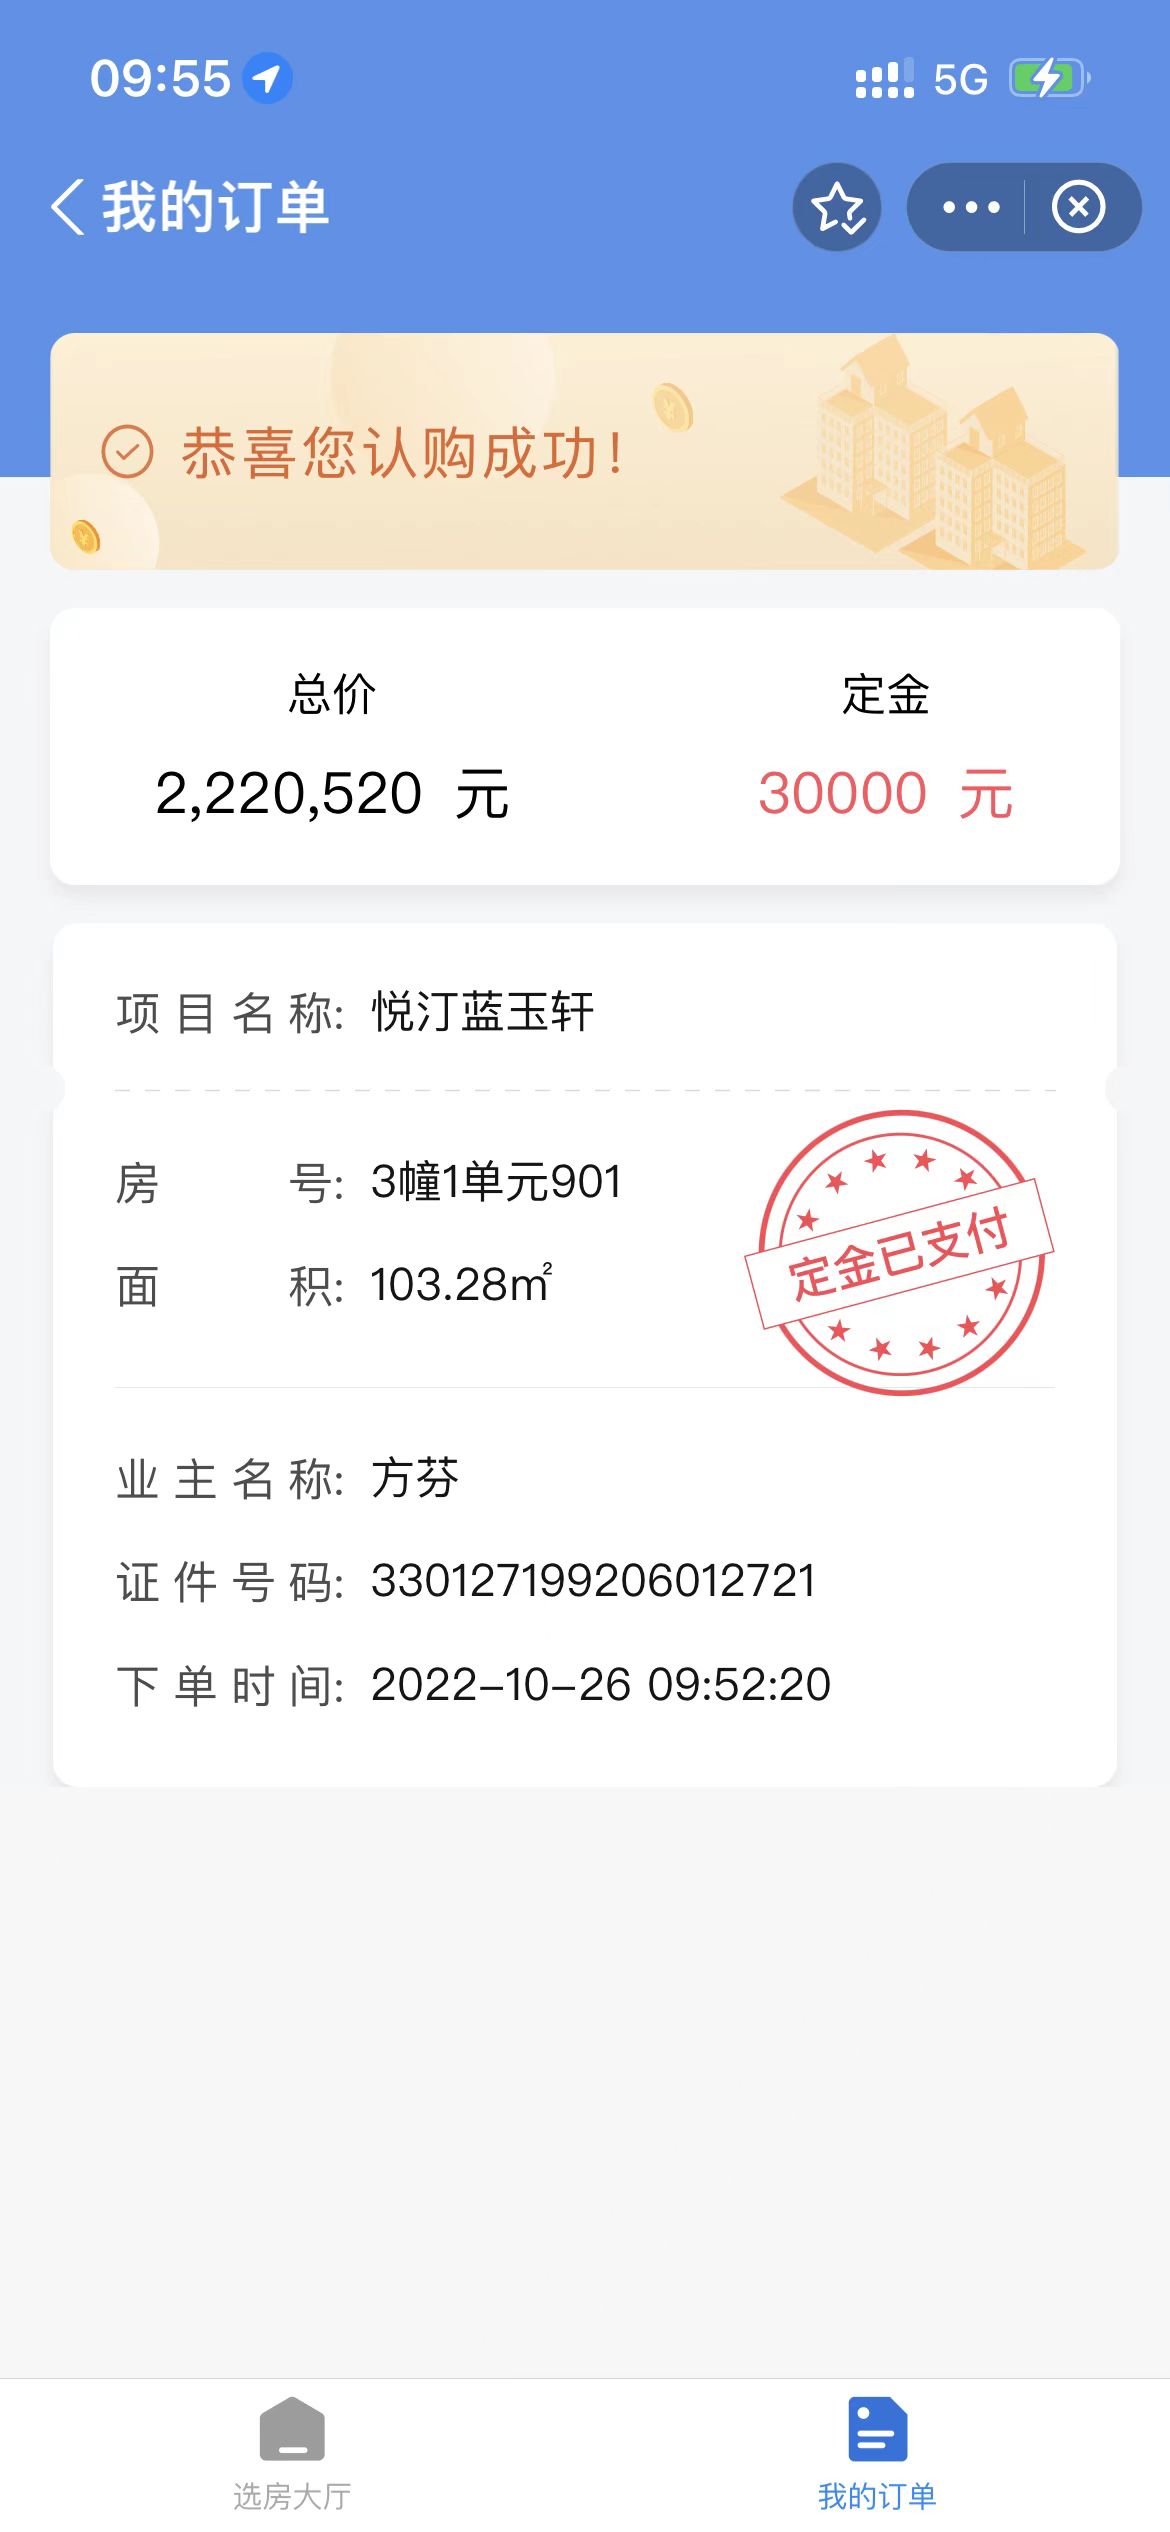 09:55 5G
我的订单
恭喜您认购成功!
总价 定金
2,220,520 元 30000 元
项目名称: 悦汀蓝玉轩
房号: 3幢1单元901
面积: 103.28㎡
定金已支付
业主名称: 方芬
证件号码: 330127199206012721
下单时间: 2022-10-26 09:52:20
选房大厅 我的订单